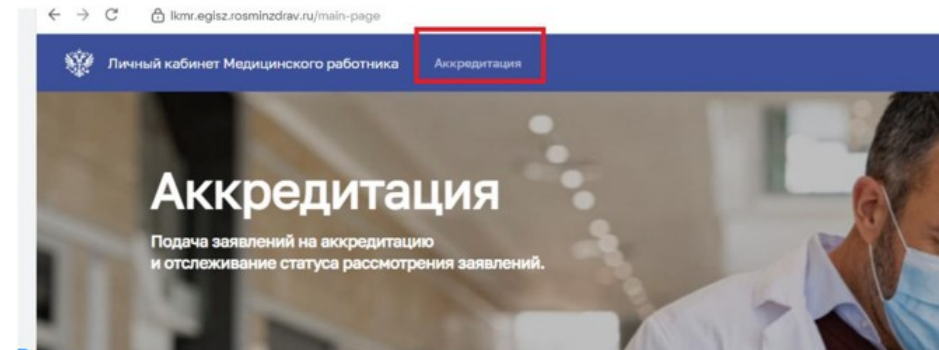 lkmr.egisz.rosminzdrav.ru/main-page
Личный кабинет Медицинского работника Аккредитация
Аккредитация
Подача заявлений на аккредитацию
и отслеживание статуса рассмотрения заявлений.